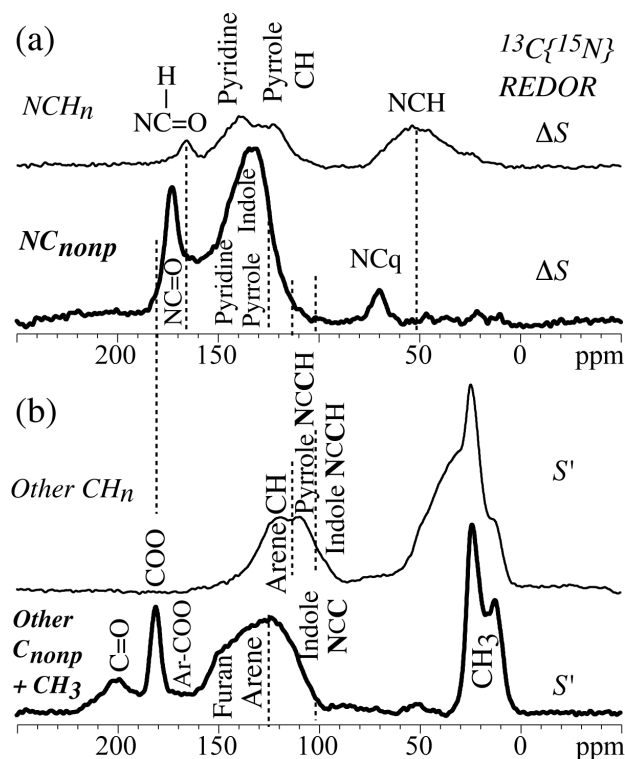 (a)
¹³C{¹⁵N}
REDOR
NCHₙ
H
NC=O
Pyridine
Pyrrole
CH
NCH
ΔS
NCₙₒₙₚ
NC=O
Pyridine
Pyrrole
Indole
NCq
ΔS
200 150 100 50 0 ppm
(b)
Other CHₙ
COO
Arene CH
Pyrrole NCCH
Indole NCCH
S'
Other
Cₙₒₙₚ
+ CH₃
C=O
Ar-COO
Furan
Arene
Indole
NCC
CH₃
S'
200 150 100 50 0 ppm